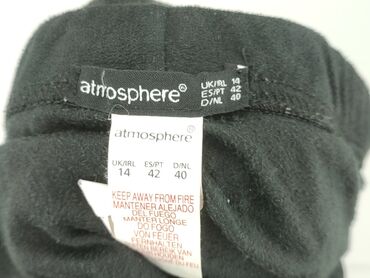 atmosphere®
UK/IRL 14
ES/PT 42
D/NL 40
atmosphere®
UK/IRL ES/PT D/NL
14 42 40
KEEP AWAY FROM FIRE
MANTENER ALEJADO
DEL FUEGO
MANTER LONGE
DO FOGO
VON FEUER
FERNHALTEN